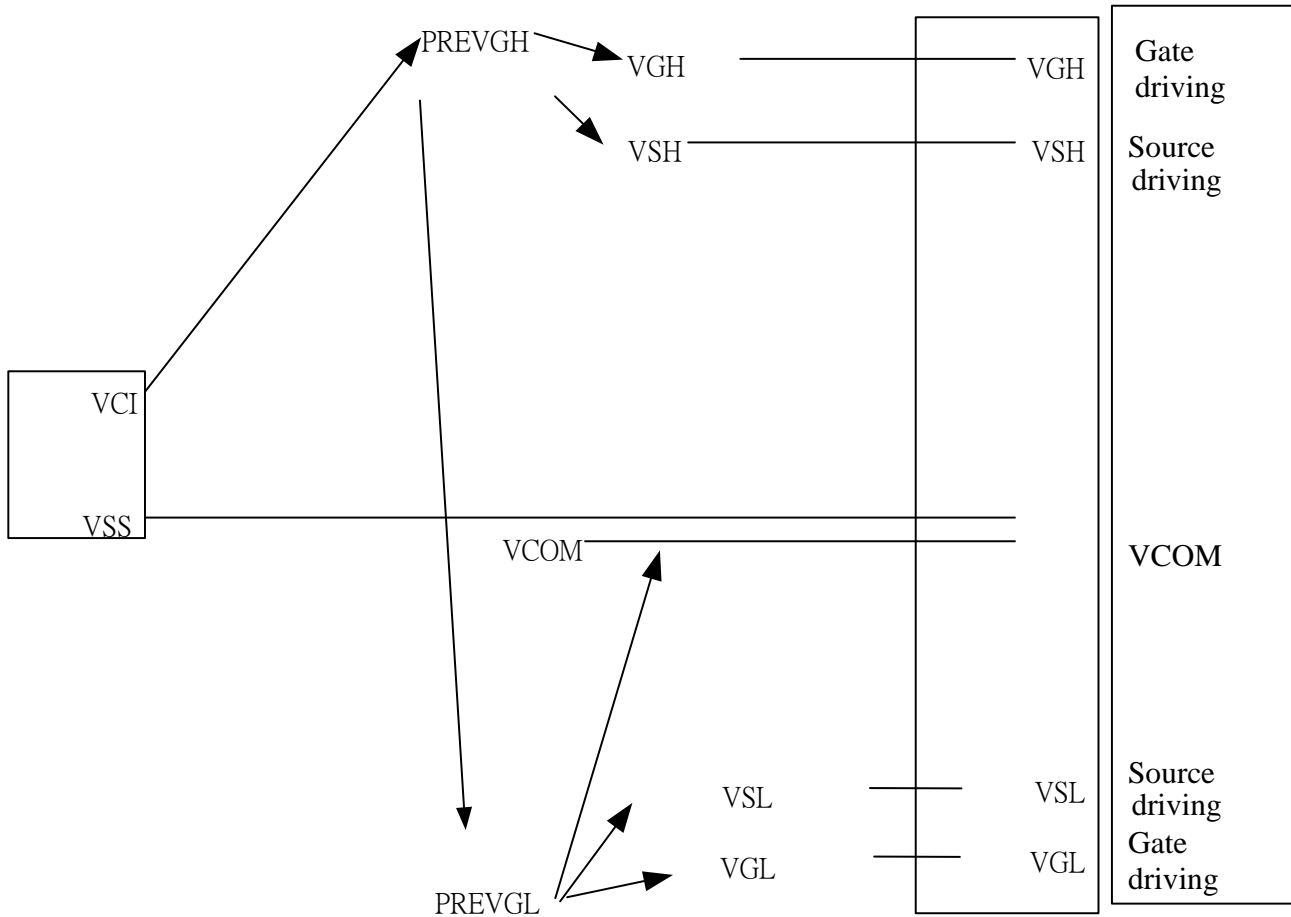 PREVGH
VGH
VGH
Gate
driving
VSH
VSH
Source
driving
VCI
VSS
VCOM
VCOM
VSL
VSL
Source
driving
VGL
VGL
Gate
driving
PREVGL